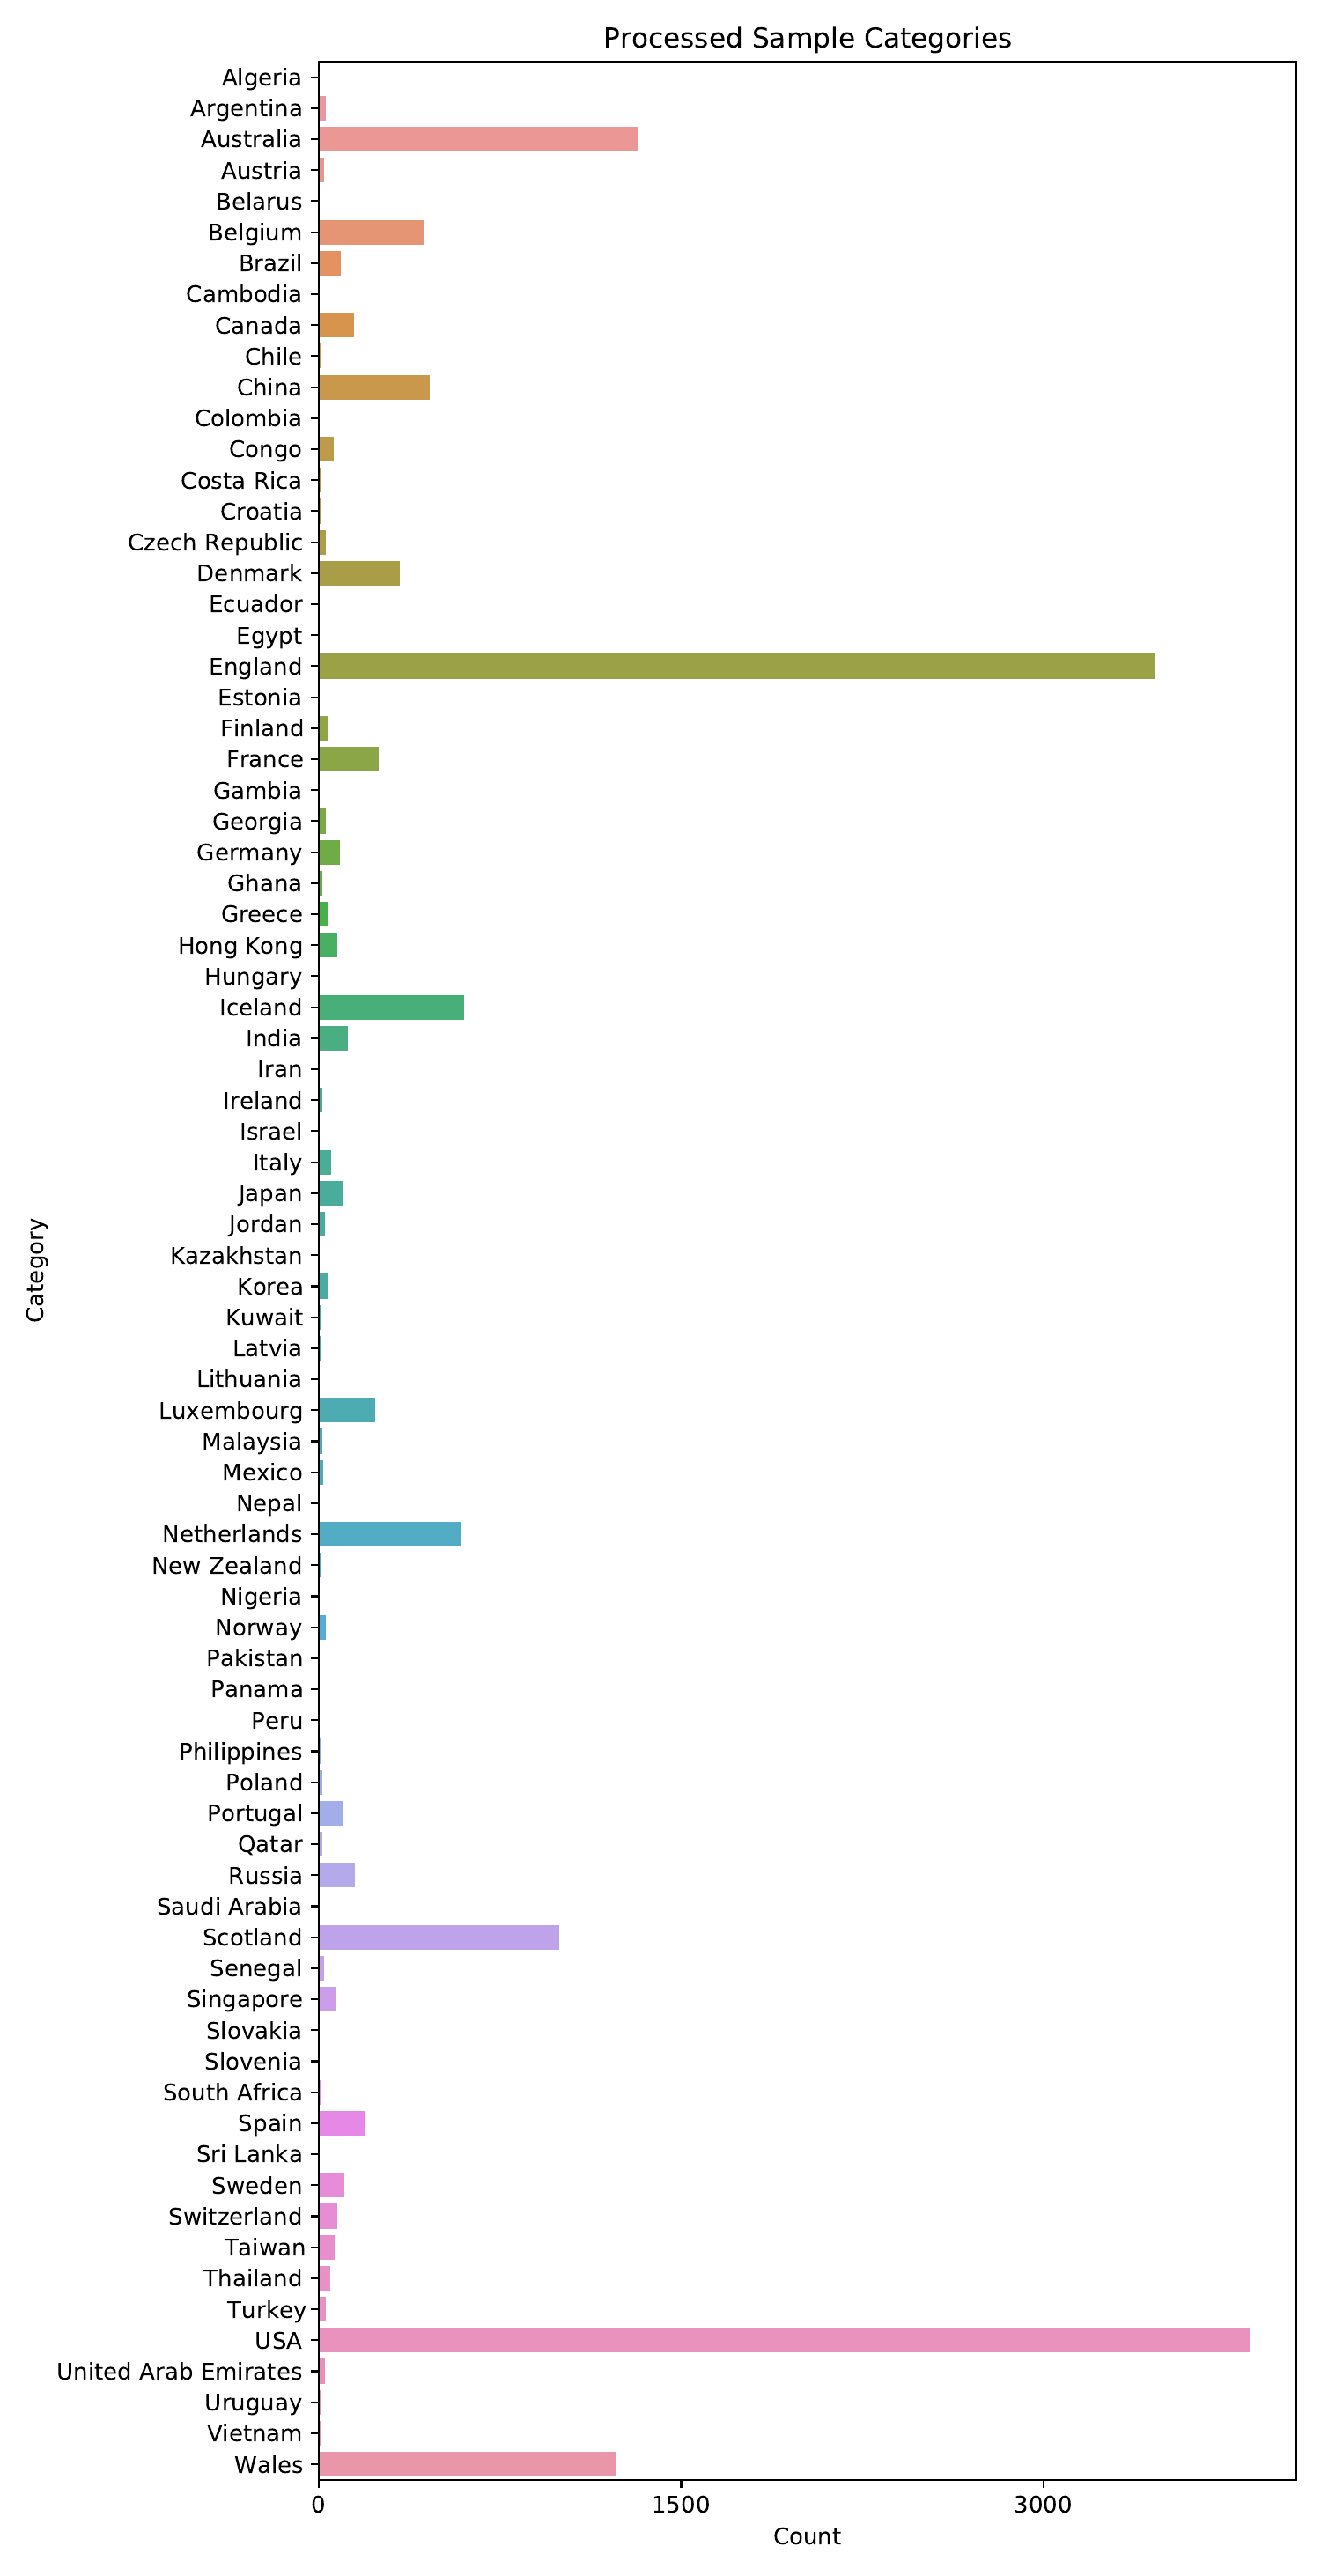 Processed Sample Categories
Algeria
Argentina
Australia
Austria
Belarus
Belgium
Brazil
Cambodia
Canada
Chile
China
Colombia
Congo
Costa Rica
Croatia
Czech Republic
Denmark
Ecuador
Egypt
England
Estonia
Finland
France
Gambia
Georgia
Germany
Ghana
Greece
Hong Kong
Hungary
Iceland
India
Iran
Ireland
Israel
Italy
Japan
Jordan
Kazakhstan
Korea
Kuwait
Latvia
Lithuania
Luxembourg
Malaysia
Mexico
Nepal
Netherlands
New Zealand
Nigeria
Norway
Pakistan
Panama
Peru
Philippines
Poland
Portugal
Qatar
Russia
Saudi Arabia
Scotland
Senegal
Singapore
Slovakia
Slovenia
South Africa
Spain
Sri Lanka
Sweden
Switzerland
Taiwan
Thailand
Turkey
USA
United Arab Emirates
Uruguay
Vietnam
Wales
Category
0 1500 3000
Count